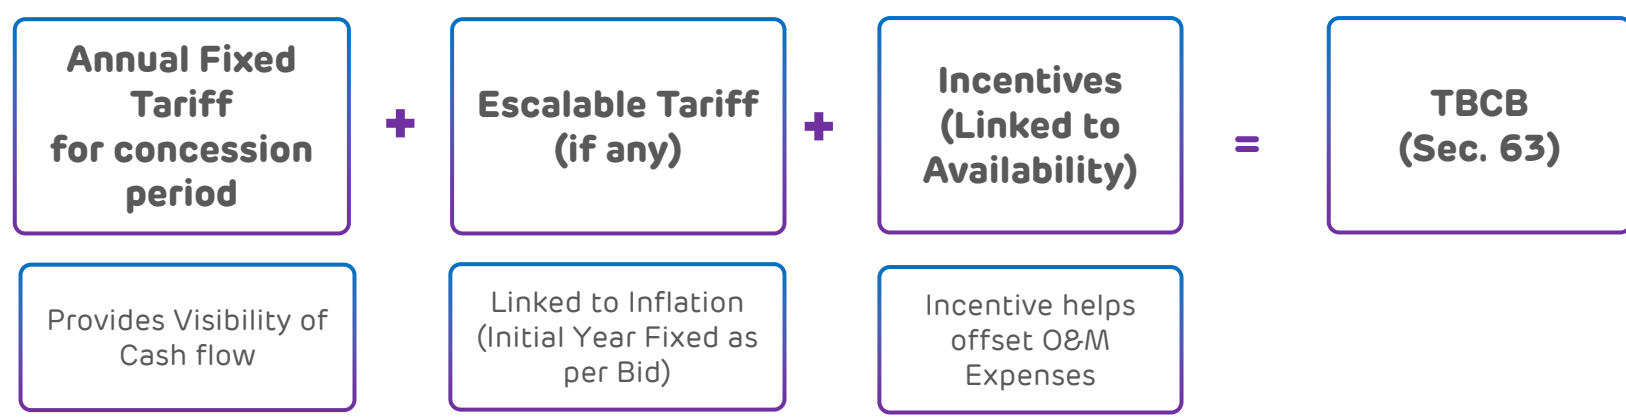 Annual Fixed
Tariff
for concession
period
+
Escalable Tariff
(if any)
+
Incentives
(Linked to
Availability)
=
TBCB
(Sec. 63)
Provides Visibility of
Cash flow
Linked to Inflation
(Initial Year Fixed as
per Bid)
Incentive helps
offset O&M
Expenses